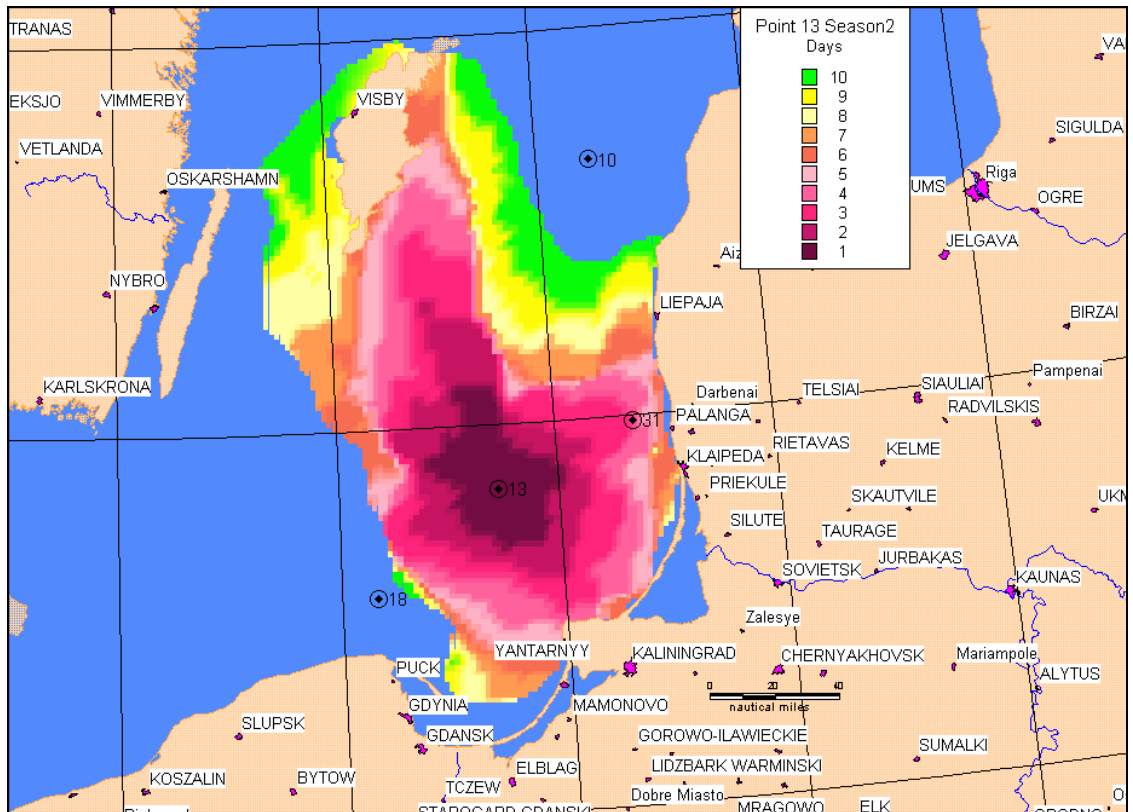 TRANAS
Point 13 Season2
Days
10
9
8
7
6
5
4
3
2
1
VA
EKSJO
VIMMERBY
VISBY
SIGULDA
VETLANDA
10
OSKARSHAMN
UMS
Riga
OGRE
JELGAVA
Aiz
NYBRO
LIEPAJA
BIRZAI
KARLSKRONA
Darbenai
TELSIAI
SIAULIAI
Pampenai
31
PALANGA
RADVILSKIS
RIETAVAS
KLAIPEDA
KELME
13
PRIEKULE
SKAUTVILE
UKM
SILUTE
TAURAGE
JURBAKAS
SOVIETSK
KAUNAS
18
Zalesye
YANTARNYY
KALININGRAD
CHERNYAKHOVSK
Mariampole
PUCK
ALYTUS
0 20 40
nautical miles
GDYNIA
MAMONOVO
SLUPSK
GDANSK
GOROWO-ILAWIECKIE
SUMALKI
ELBLAG
LIDZBARK WARMINSKI
KOSZALIN
BYTOW
TCZEW
Dobre Miasto
O
STAROGARD GDANSKI
MRAGOWO
ELK